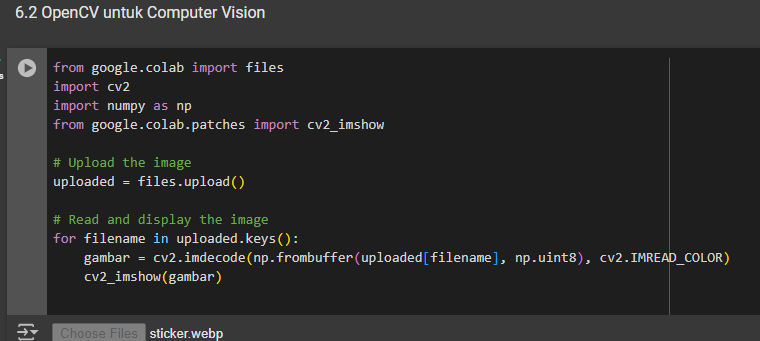 6.2 OpenCV untuk Computer Vision
s
from google.colab import files
import cv2
import numpy as np
from google.colab.patches import cv2_imshow
# Upload the image
uploaded = files.upload()
# Read and display the image
for filename in uploaded.keys():
    gambar = cv2.imdecode(np.frombuffer(uploaded[filename], np.uint8), cv2.IMREAD_COLOR)
    cv2_imshow(gambar)
Choose Files sticker.webp